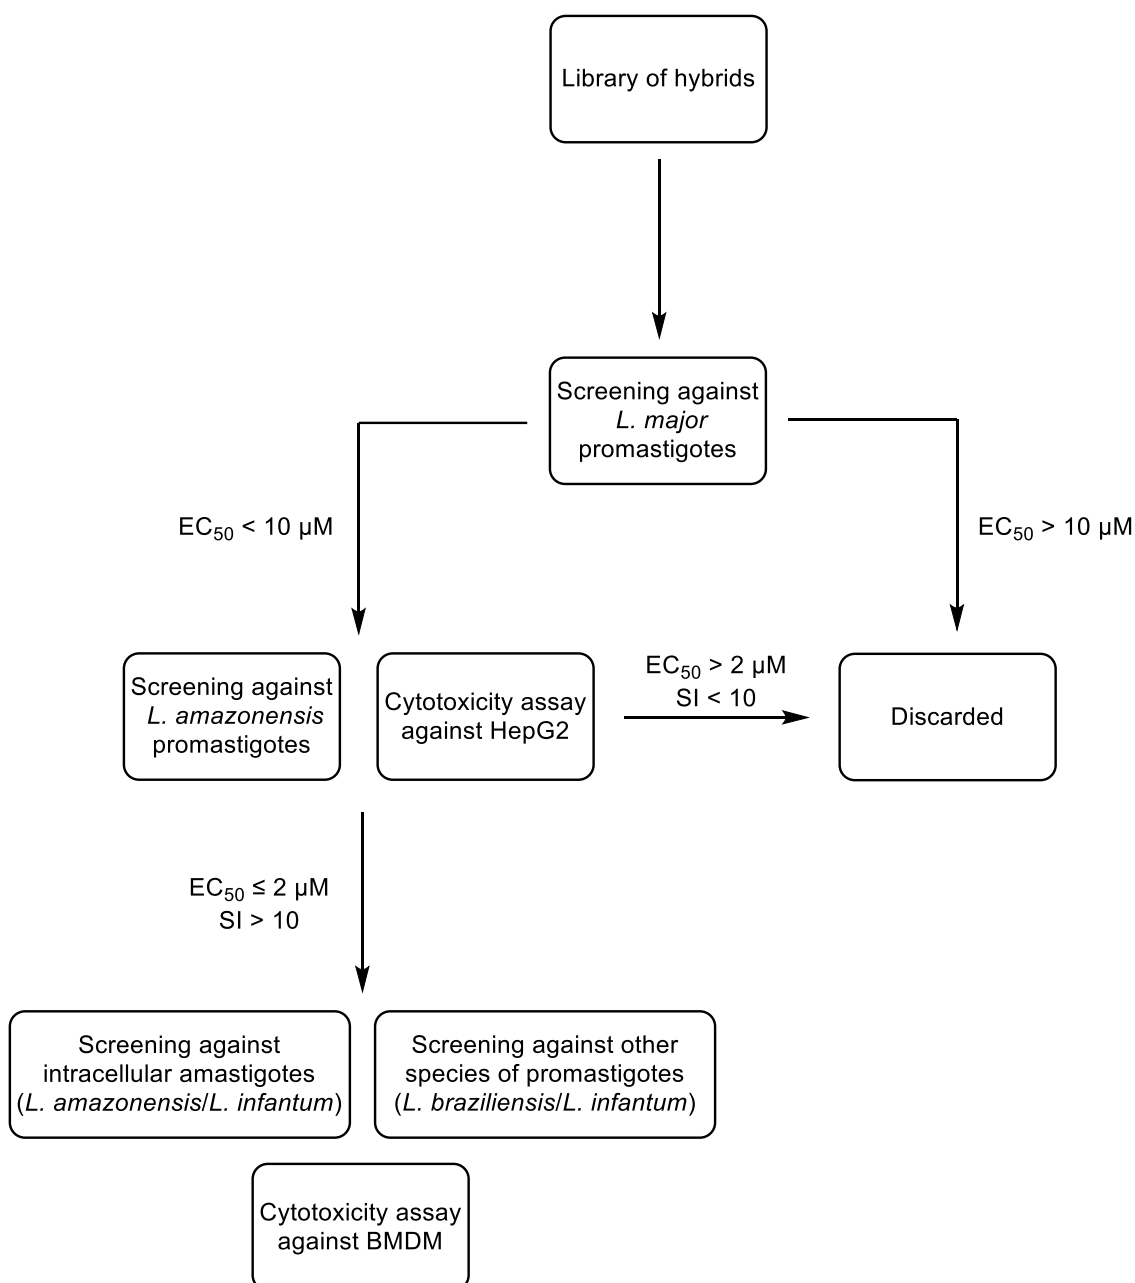 Library of hybrids
Screening against
L. major
promastigotes
EC50 < 10 µM
EC50 > 10 µM
Screening against
L. amazonensis
promastigotes
Cytotoxicity assay
against HepG2
EC50 > 2 µM
SI < 10
Discarded
EC50 ≤ 2 µM
SI > 10
Screening against
intracellular amastigotes
(L. amazonensis/L. infantum)
Screening against other
species of promastigotes
(L. braziliensis/L. infantum)
Cytotoxicity assay
against BMDM